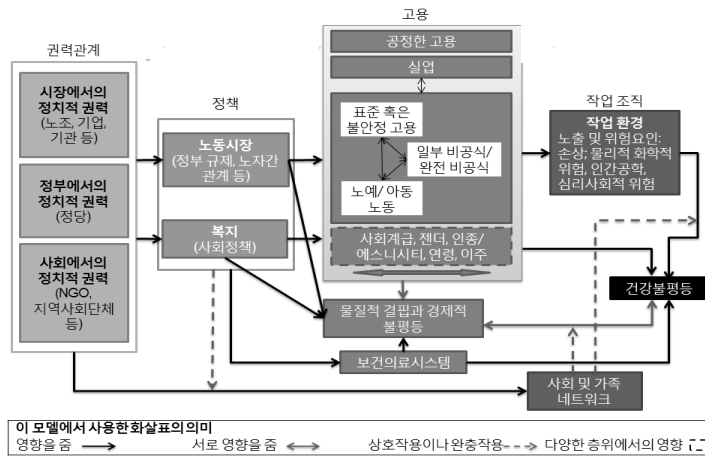 고용
공정한 고용
실업
표준 혹은
불안정 고용
일부 비공식/
완전 비공식
노예/ 아동
노동
사회계급, 젠더, 인종/
에스니시티, 연령, 이주
권력관계
시장에서의
정치적 권력
(노조, 기업,
기관 등)
정부에서의
정치적 권력
(정당)
사회에서의
정치적 권력
(NGO,
지역사회단체
등)
정책
노동시장
(정부 규제, 노자간
관계 등)
복지
(사회정책)
작업 조직
작업 환경
노출 및 위험요인:
손상; 물리적 화학적
위험, 인간공학,
심리사회적 위험
건강불평등
물질적 결핍과 경제적
불평등
보건의료시스템
사회 및 가족
네트워크
이 모델에서 사용한 화살표의 의미
영향을 줌 서로 영향을 줌 상호작용이나 완충작용 다양한 층위에서의 영향